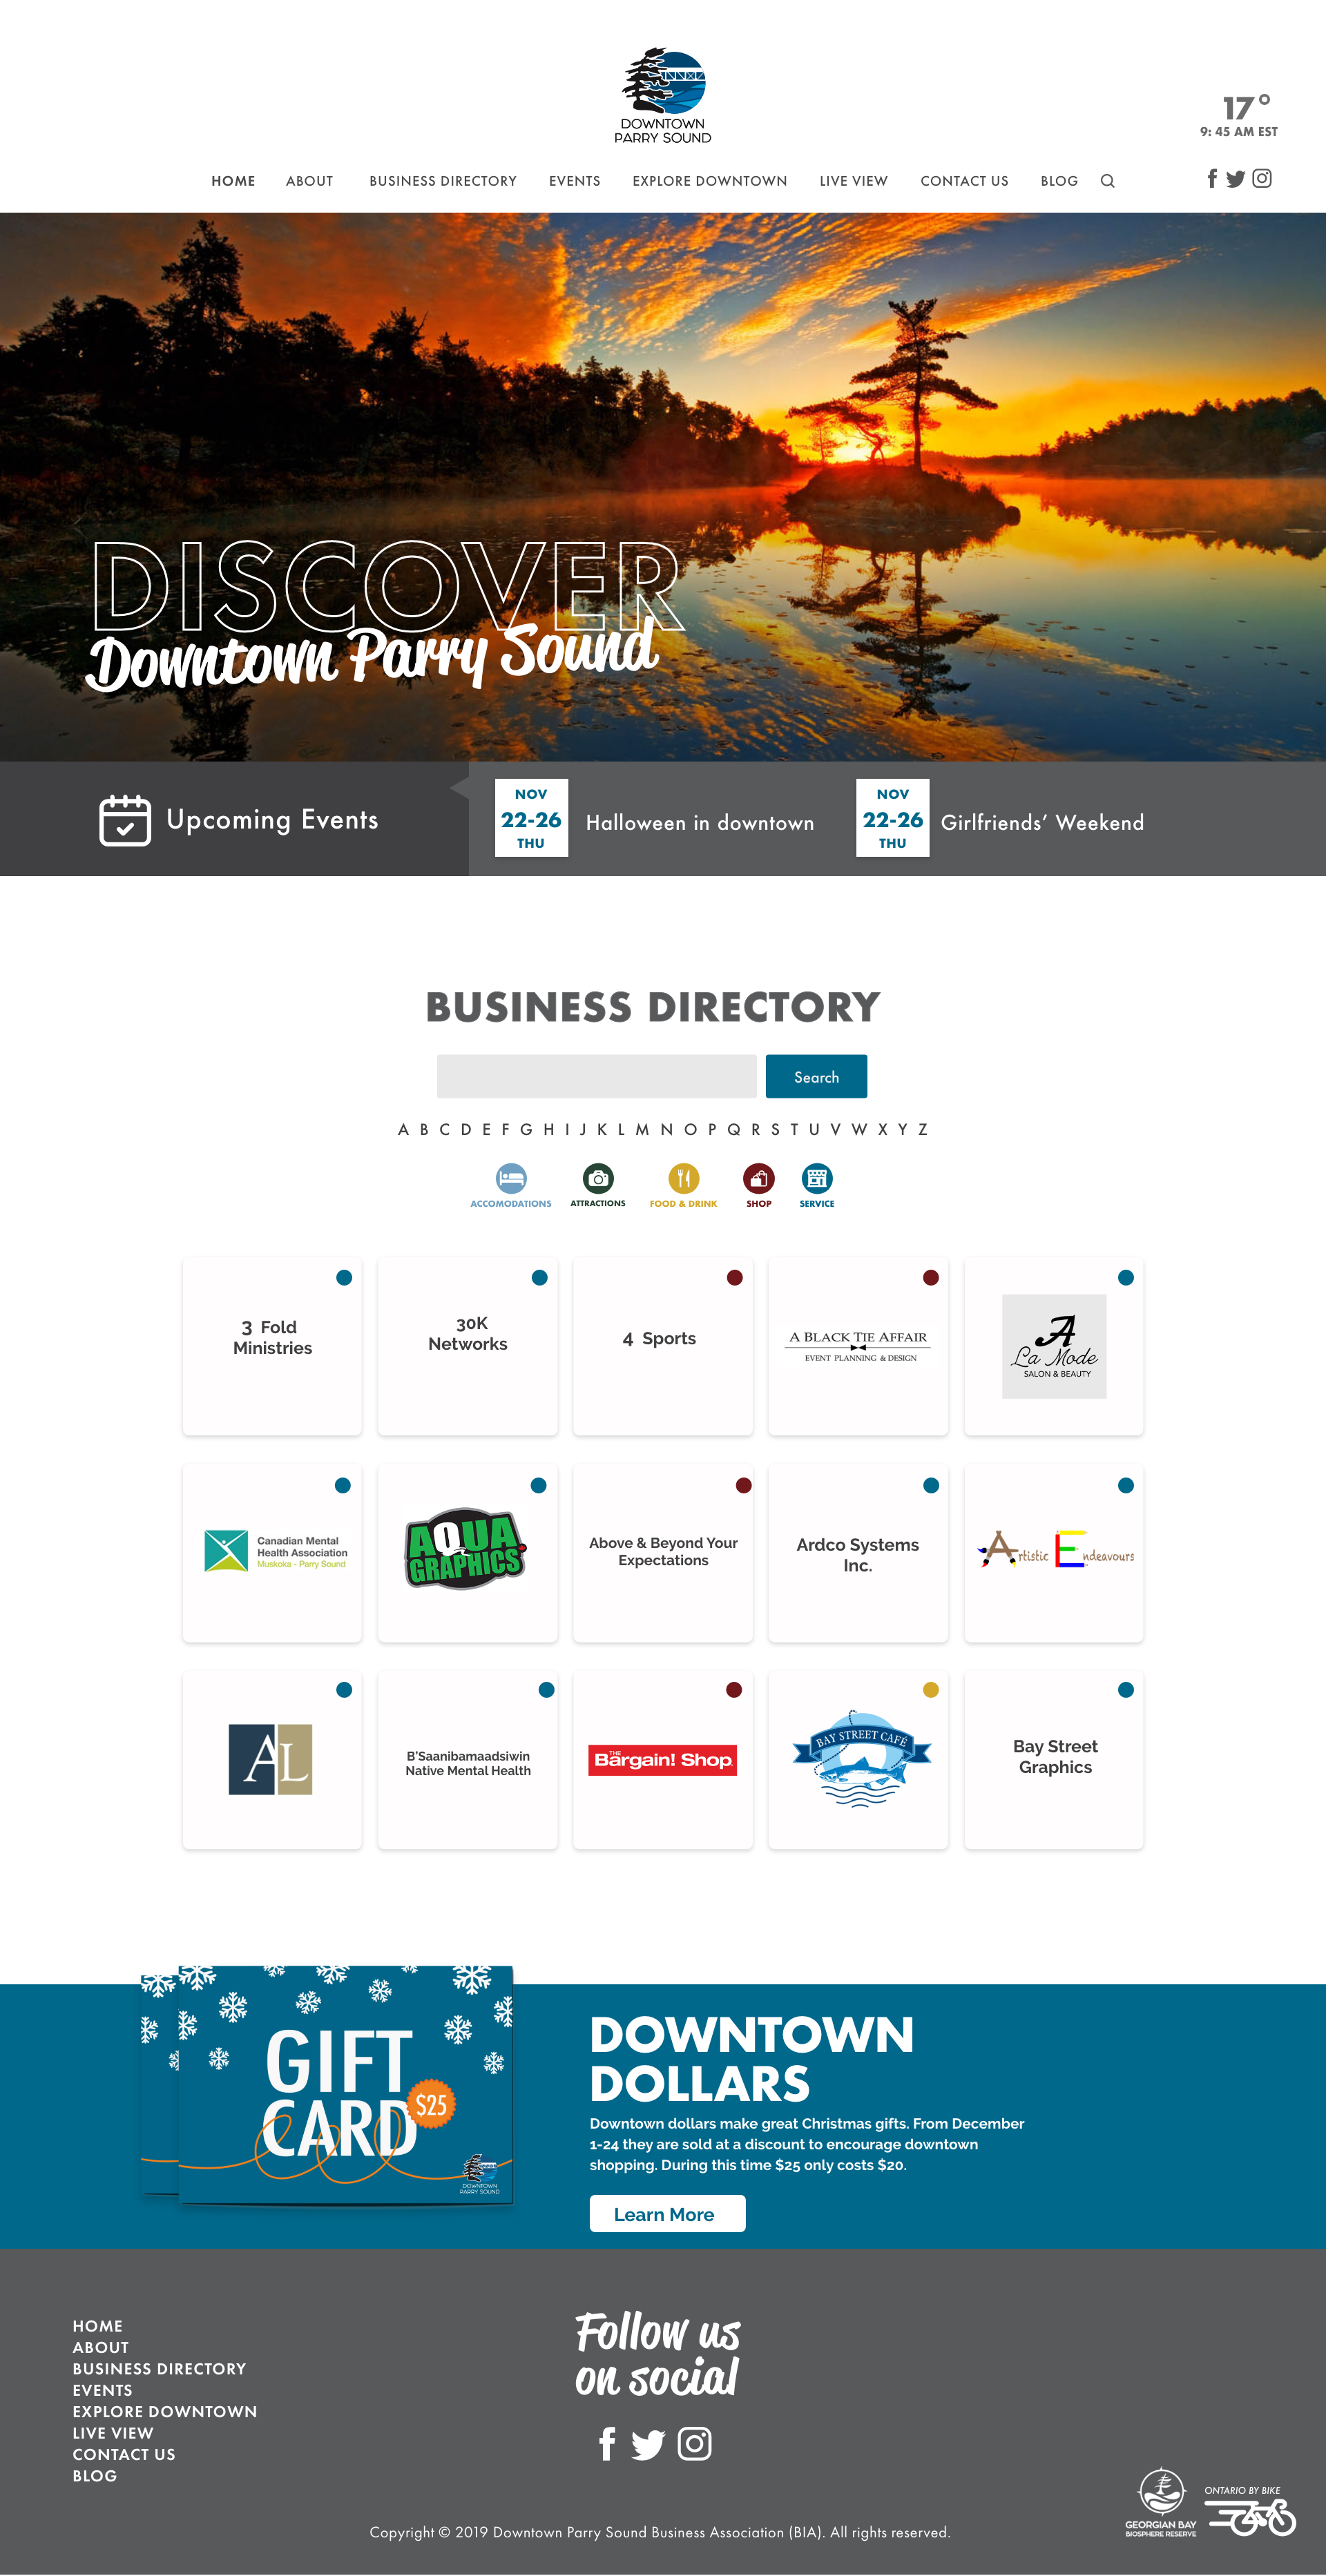 DOWNTOWN
PARRY SOUND
17°
9: 45 AM EST
HOME ABOUT BUSINESS DIRECTORY EVENTS EXPLORE DOWNTOWN LIVE VIEW CONTACT US BLOG
DISCOVER
Downtown Parry Sound
Upcoming Events
NOV
22-26
THU
Halloween in downtown
NOV
22-26
THU
Girlfriends’ Weekend
BUSINESS DIRECTORY
Search
A B C D E F G H I J K L M N O P Q R S T U V W X Y Z
ACCOMODATIONS ATTRACTIONS FOOD & DRINK SHOP SERVICE
3 Fold
Ministries
30K
Networks
4 Sports
A BLACK TIE AFFAIR
EVENT PLANNING & DESIGN
A
La Mode
SALON & BEAUTY
Canadian Mental
Health Association
Muskoka - Parry Sound
AQUA
GRAPHICS
Above & Beyond Your
Expectations
Ardco Systems
Inc.
Artistic Endeavours
AL
B'Saanibamaadsiwin
Native Mental Health
THE
Bargain! Shop
BAY STREET CAFÉ
Bay Street
Graphics
GIFT
CARD
$25
DOWNTOWN
PARRY SOUND
DOWNTOWN
DOLLARS
Downtown dollars make great Christmas gifts. From December
1-24 they are sold at a discount to encourage downtown
shopping. During this time $25 only costs $20.
Learn More
HOME
ABOUT
BUSINESS DIRECTORY
EVENTS
EXPLORE DOWNTOWN
LIVE VIEW
CONTACT US
BLOG
Follow us
on social
GEORGIAN BAY
BIOSPHERE RESERVE
ONTARIO BY BIKE
Copyright © 2019 Downtown Parry Sound Business Association (BIA). All rights reserved.